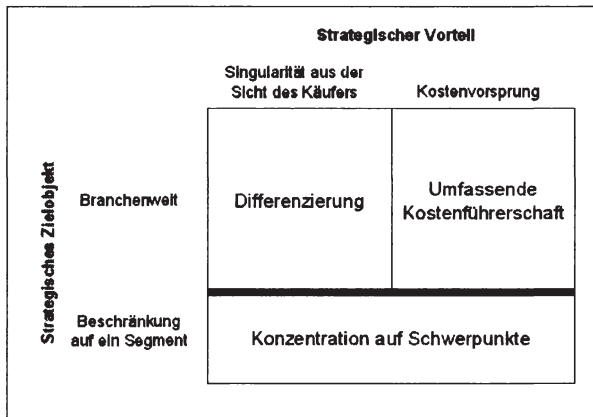 Strategischer Vorteil
Singularität aus der
Sicht des Käufers
Kostenvorsprung
Strategisches Zielobjekt
Branchenweit
Differenzierung
Umfassende
Kostenführerschaft
Beschränkung
auf ein Segment
Konzentration auf Schwerpunkte